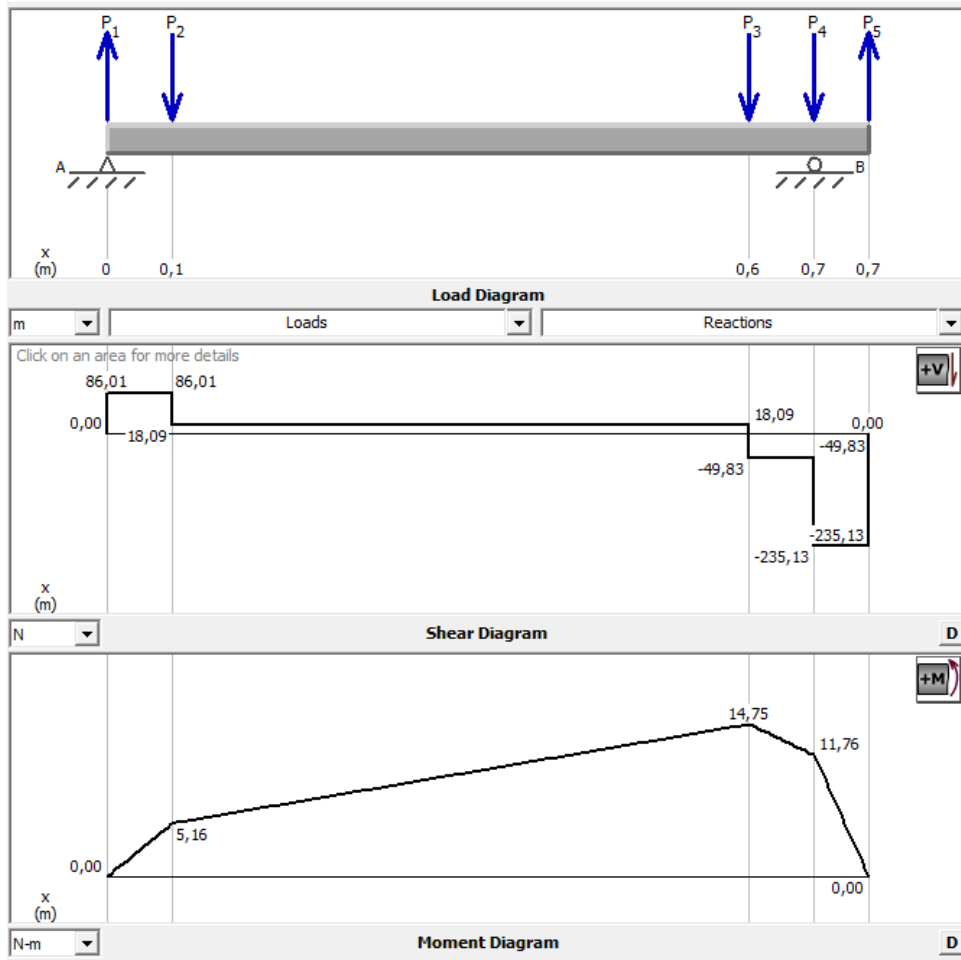 P1 P2 P3 P4 P5
A B
x
(m) 0 0,1 0,6 0,7 0,7
Load Diagram
m Loads Reactions
Click on an area for more details
+V
86,01 86,01
0,00 18,09 18,09 0,00
-49,83 -49,83
-235,13 -235,13
x
(m)
N Shear Diagram D
+M
14,75
11,76
5,16
0,00 0,00
x
(m)
N-m Moment Diagram D